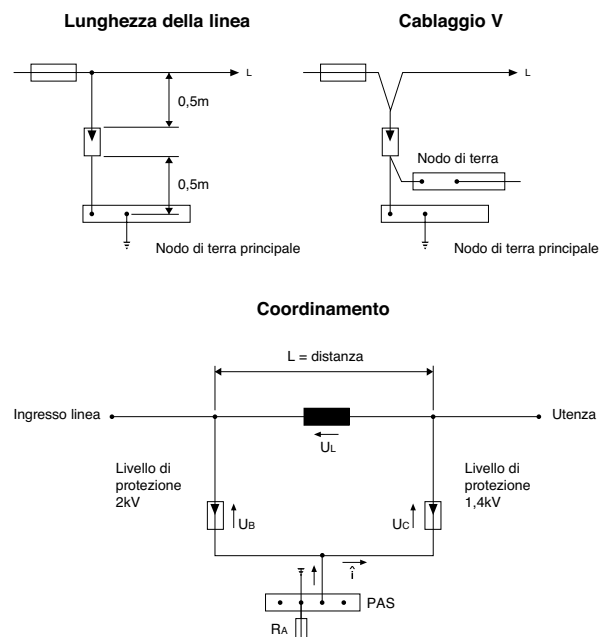 Lunghezza della linea
Cablaggio V
L
0,5m
0,5m
Nodo di terra principale
L
Nodo di terra
Nodo di terra principale
Coordinamento
L = distanza
Ingresso linea
Utenza
UL
Livello di
protezione
2kV
Livello di
protezione
1,4kV
UB
UC
î
PAS
RA